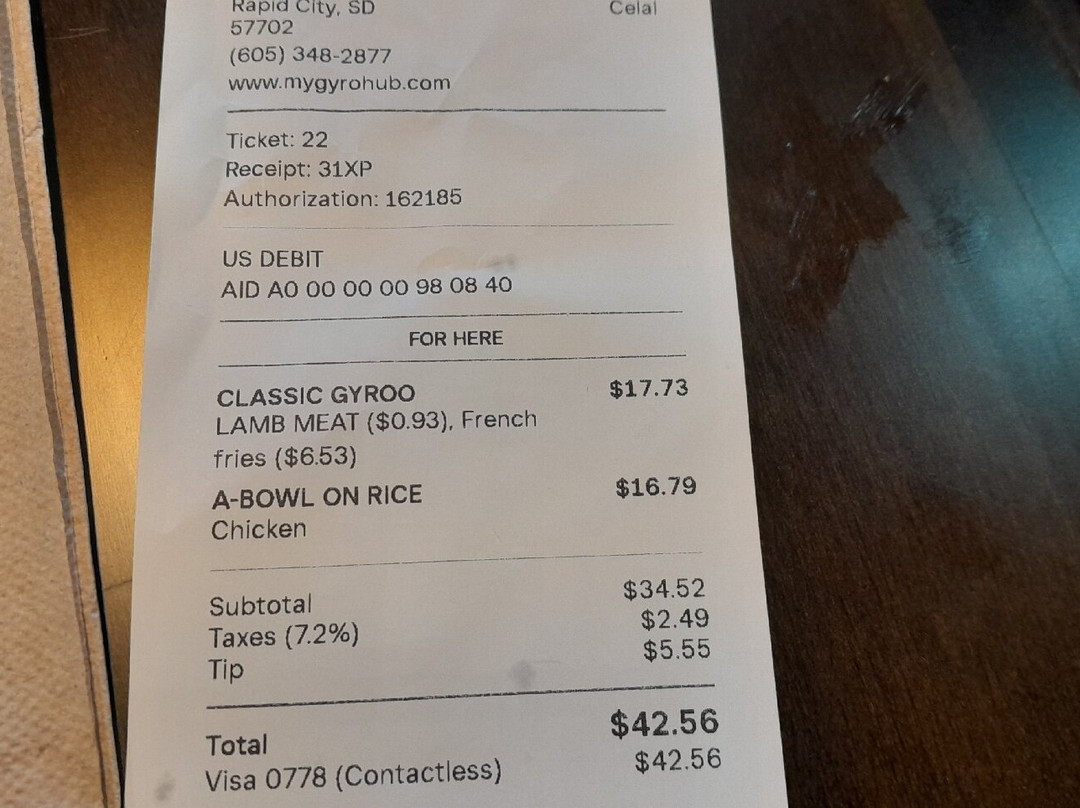 Rapid City, SD Celal
57702
(605) 348-2877
www.mygyrohub.com
Ticket: 22
Receipt: 31XP
Authorization: 162185
US DEBIT
AID A0 00 00 00 98 08 40
FOR HERE
CLASSIC GYROO $17.73
LAMB MEAT ($0.93), French
fries ($6.53)
A-BOWL ON RICE $16.79
Chicken
Subtotal $34.52
Taxes (7.2%) $2.49
Tip $5.55
Total $42.56
Visa 0778 (Contactless) $42.56